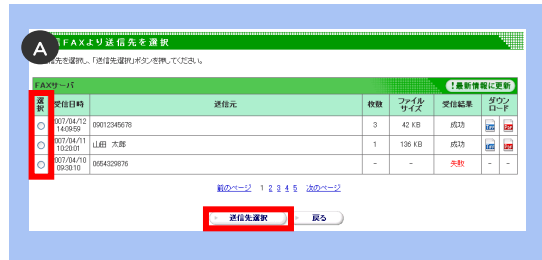 A
FAXより送信先を選択
先を選択し、「送信先選択」ボタンを押してください。
FAXサーバ
!最新情報に更新
選択 受信日時 送信元 枚数 ファイルサイズ 受信結果 ダウンロード
2007/04/12 14:09:59 09012345678 3 42 KB 成功 Tiff Pdf
2007/04/11 10:20:01 山田 太郎 1 136 KB 成功 Tiff Pdf
2007/04/10 09:30:10 0654329876 - - 失敗 - -
前のページ 1 2 3 4 5 次のページ
送信先選択 戻る